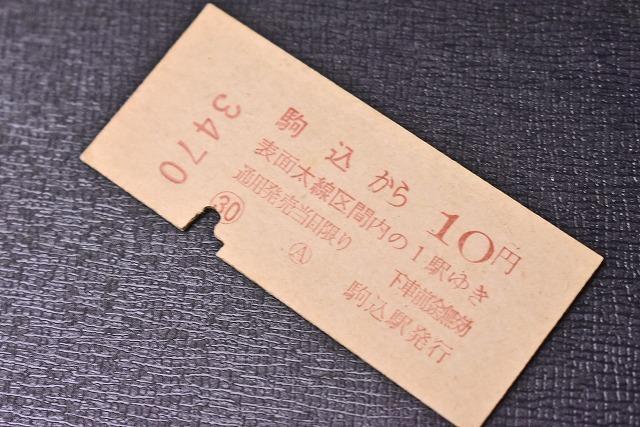 3470
駒込から 10円
表面太線区間内の1駅ゆき
通用発売当日限り
下車前途無効
㉚ Ⓐ 駒込駅発行